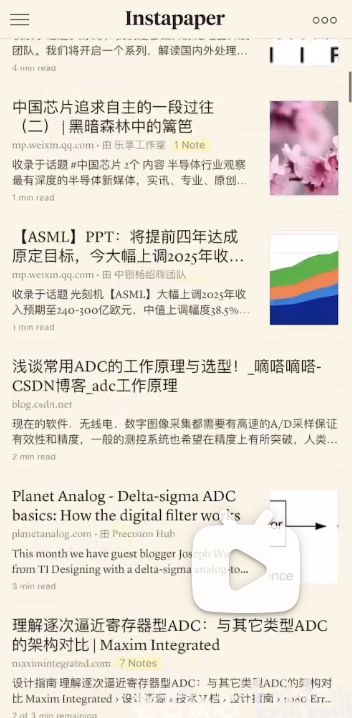 Instapaper
团队。我们将开启一个系列，解读国内外处理...
4 min read
中国芯片追求自主的一段过往
（二） | 黑暗森林中的篝笆
mp.weixin.qq.com · 由 乐享工作室 1 Note
收录于话题 #中国芯片 2个 内容 半导体行业观察
最有深度的半导体新媒体，实讯、专业、原创...
1 min read
【ASML】PPT：将提前四年达成
原定目标，今大幅上调2025年收...
mp.weixin.qq.com · 由 中银杨绍辉团队
收录于话题 光刻机【ASML】大幅上调2025年收
入预期至240-300亿欧元，中值上调幅度38.5%...
1 min read
浅谈常用ADC的工作原理与选型！_嘀嗒嘀嗒-
CSDN博客_adc工作原理
blog.csdn.net
现在的软件．无线电．数字图像采集都需要有高速的A/D采样保证
有效性和精度，一般的测控系统也希望在精度上有所突破，人类...
2 min read
Planet Analog - Delta-sigma ADC
basics: How the digital filter works
planetanalog.com · 由 Precision Hub
This month we have guest blogger Joseph Wu
from TI Designing with a delta-sigma analog-to...
3 min read
理解逐次逼近寄存器型ADC：与其它类型ADC
的架构对比 | Maxim Integrated
maximintegrated.com 7 Notes
设计指南 理解逐次逼近寄存器型ADC：与其它类型ADC的架构对
比 Maxim Integrated › 设计资源 › 技术文档 › 设计指南 › 1080 Err...
2 of 3 min remaining